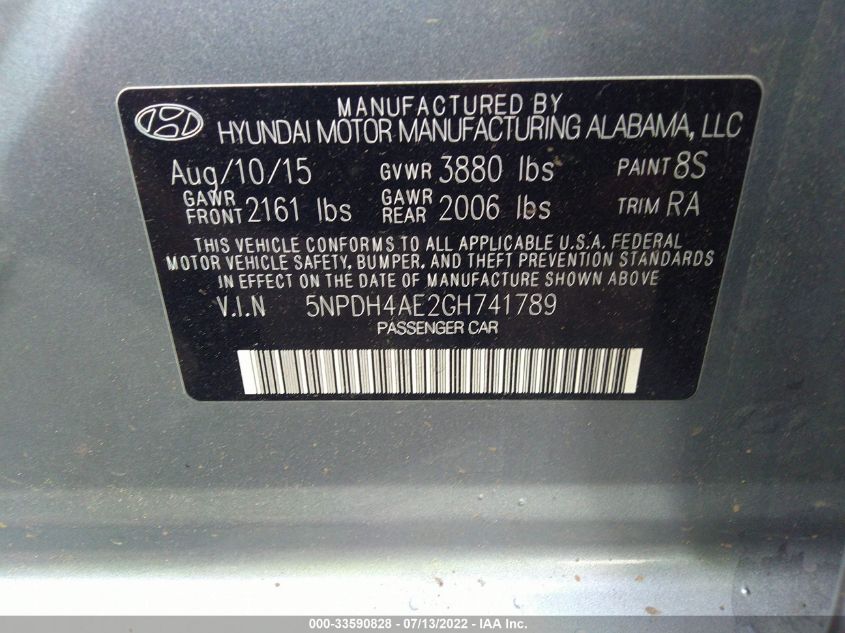 MANUFACTURED BY
HYUNDAI MOTOR MANUFACTURING ALABAMA, LLC
Aug/10/15 GVWR 3880 lbs PAINT 8S
GAWR FRONT 2161 lbs GAWR REAR 2006 lbs TRIM RA
THIS VEHICLE CONFORMS TO ALL APPLICABLE U.S.A. FEDERAL
MOTOR VEHICLE SAFETY, BUMPER, AND THEFT PREVENTION STANDARDS
IN EFFECT ON THE DATE OF MANUFACTURE SHOWN ABOVE
V.I.N 5NPDH4AE2GH741789
PASSENGER CAR
000-33590828 - 07/13/2022 - IAA Inc.